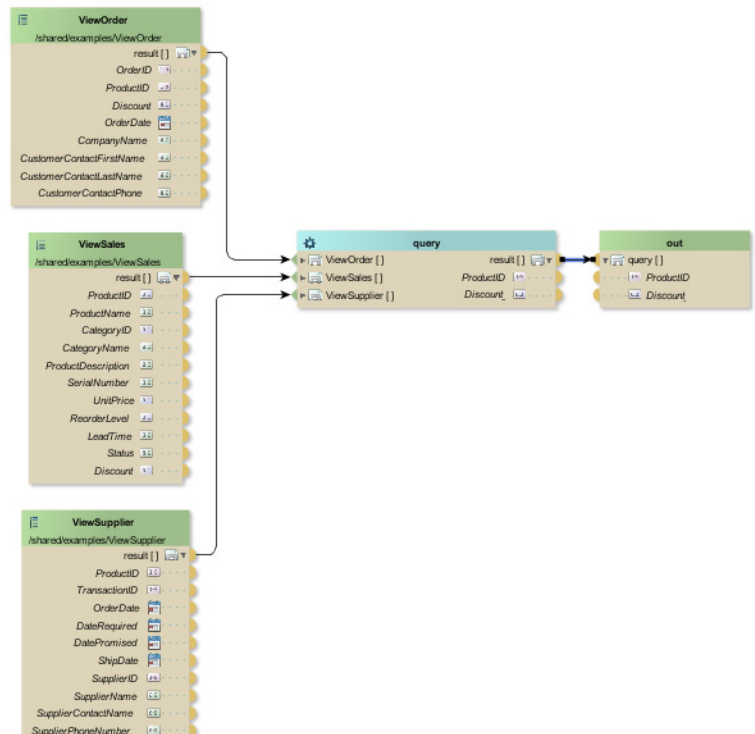 ViewOrder
/shared/examples/ViewOrder
result [ ]
OrderID
ProductID
Discount
OrderDate
CompanyName
CustomerContactFirstName
CustomerContactLastName
CustomerContactPhone
ViewSales
/shared/examples/ViewSales
result [ ]
ProductID
ProductName
CategoryID
CategoryName
ProductDescription
SerialNumber
UnitPrice
ReorderLevel
LeadTime
Status
Discount
ViewSupplier
/shared/examples/ViewSupplier
result [ ]
ProductID
TransactionID
OrderDate
DateRequired
DatePromised
ShipDate
SupplierID
SupplierName
SupplierContactName
SupplierPhoneNumber
query
ViewOrder [ ] result [ ]
ViewSales [ ] ProductID
ViewSupplier [ ] Discount_
out
query [ ]
ProductID
Discount_